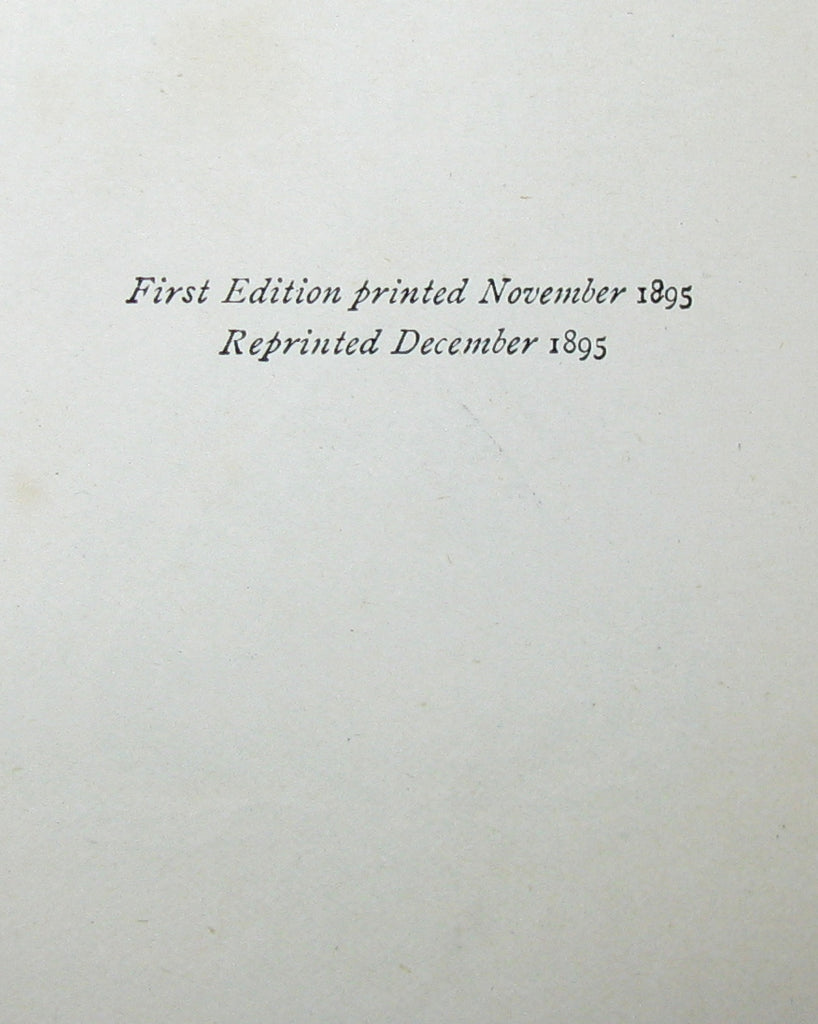 First Edition printed November 1895
Reprinted December 1895